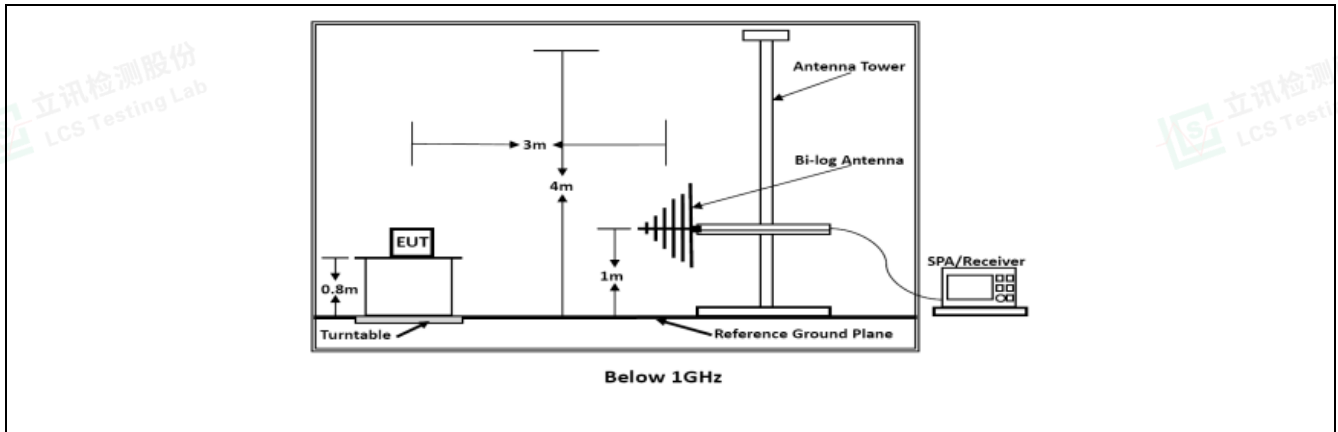 立讯检测股份
LCS Testing Lab
立讯检测
LCS Testi
Antenna Tower
3m
Bi-log Antenna
4m
EUT
SPA/Receiver
1m
0.8m
Turntable
Reference Ground Plane
Below 1GHz